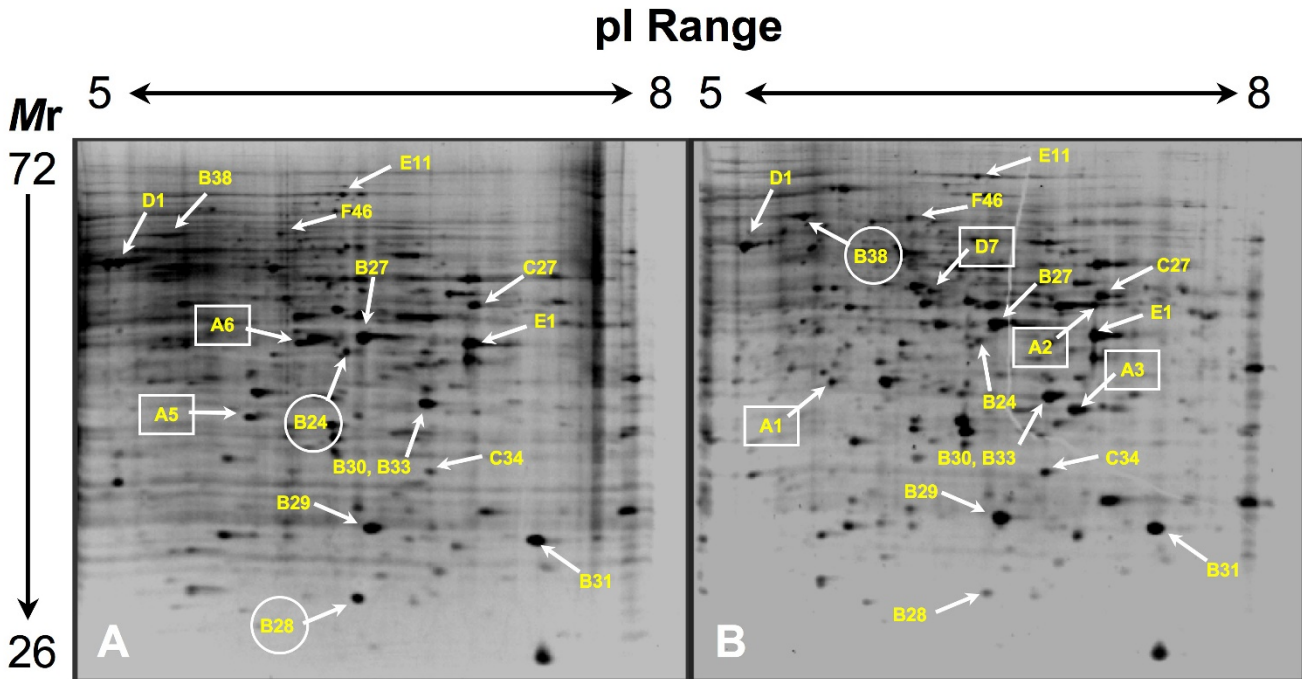 pI Range
5 8 5 8
Mr
72
26
E11
B38
D1
F46
B27
C27
A6
E1
A5
B24
B30, B33
C34
B29
B31
B28
A
E11
D1
F46
B38
D7
B27
C27
E1
A2
A3
A1
B24
B30, B33
C34
B29
B31
B28
B